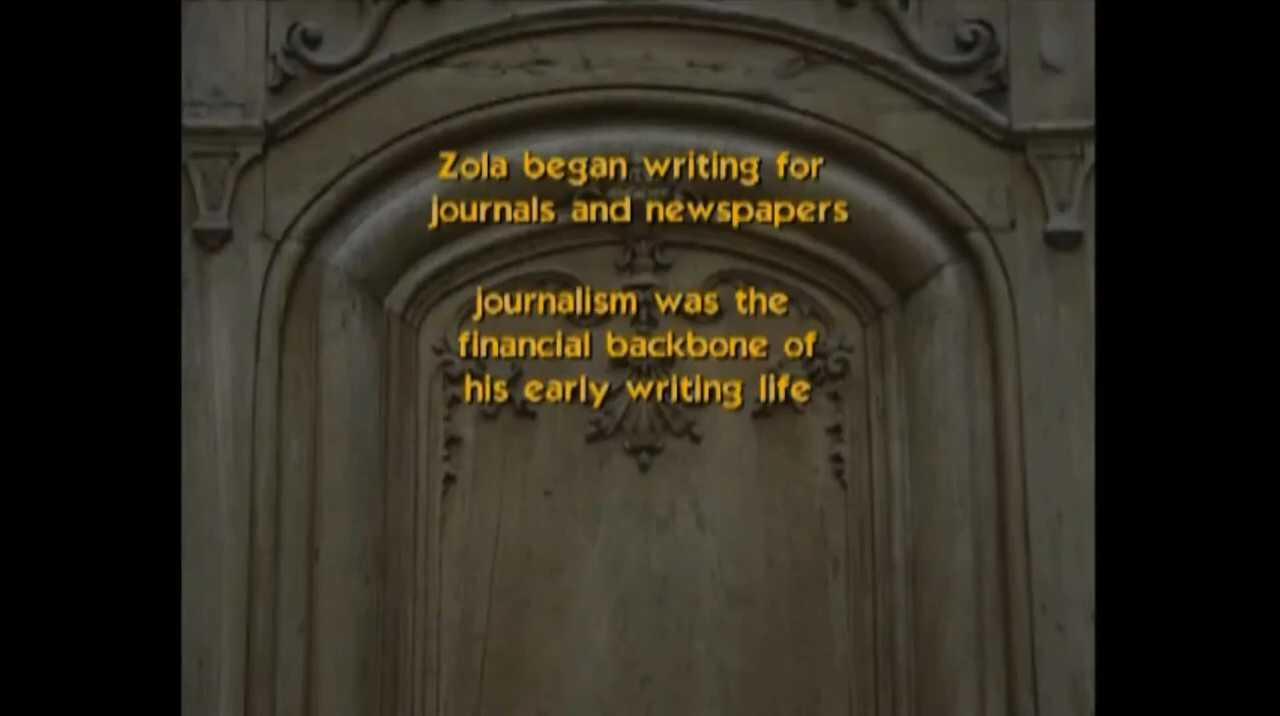 Zola began writing for
journals and newspapers
journalism was the
financial backbone of
his early writing life